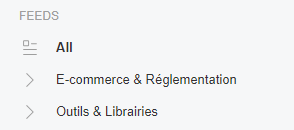 FEEDS
All
E-commerce & Réglementation
Outils & Librairies